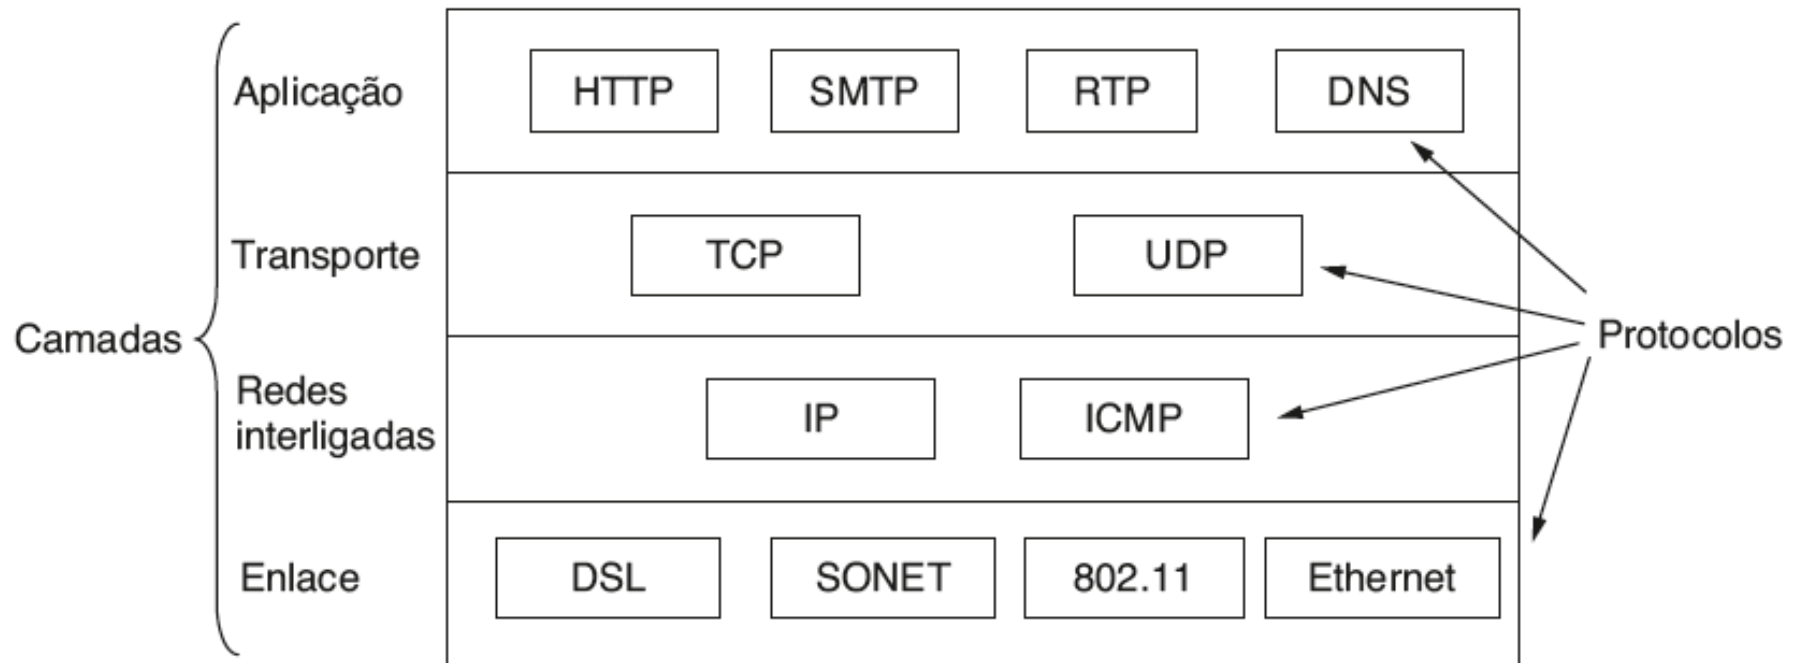 Aplicação
HTTP
SMTP
RTP
DNS
Transporte
TCP
UDP
Camadas
Protocolos
Redes
interligadas
IP
ICMP
Enlace
DSL
SONET
802.11
Ethernet